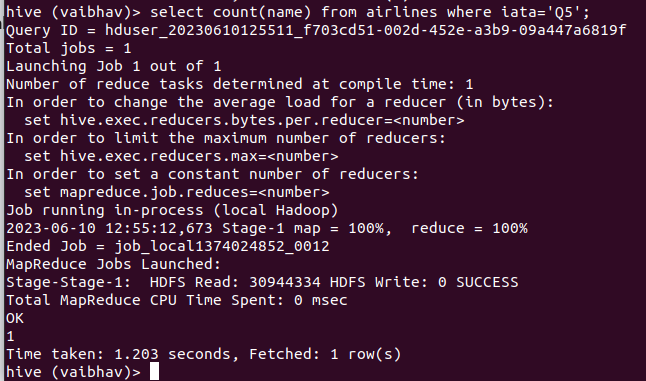 hive (vaibhav)> select count(name) from airlines where iata='Q5';
Query ID = hduser_20230610125511_f703cd51-002d-452e-a3b9-09a447a6819f
Total jobs = 1
Launching Job 1 out of 1
Number of reduce tasks determined at compile time: 1
In order to change the average load for a reducer (in bytes):
  set hive.exec.reducers.bytes.per.reducer=<number>
In order to limit the maximum number of reducers:
  set hive.exec.reducers.max=<number>
In order to set a constant number of reducers:
  set mapreduce.job.reduces=<number>
Job running in-process (local Hadoop)
2023-06-10 12:55:12,673 Stage-1 map = 100%,  reduce = 100%
Ended Job = job_local1374024852_0012
MapReduce Jobs Launched:
Stage-Stage-1:  HDFS Read: 30944334 HDFS Write: 0 SUCCESS
Total MapReduce CPU Time Spent: 0 msec
OK
1
Time taken: 1.203 seconds, Fetched: 1 row(s)
hive (vaibhav)>